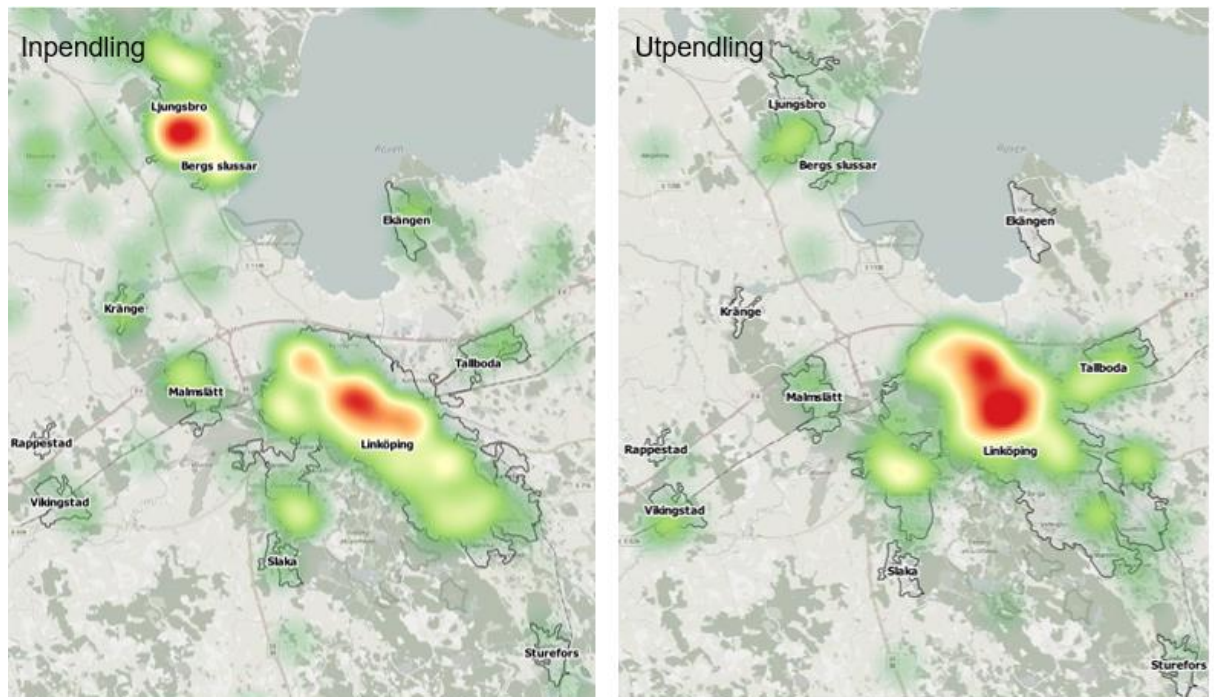 Inpendling
Ljungsbro
Bergs slussar
Ekängen
Kränge
Tallboda
Malmslätt
Linköping
Rappestad
Vikingstad
Slaka
Sturefors
Utpendling
Ljungsbro
Bergs slussar
Ekängen
Kränge
Tallboda
Malmslätt
Linköping
Rappestad
Vikingstad
Slaka
Sturefors